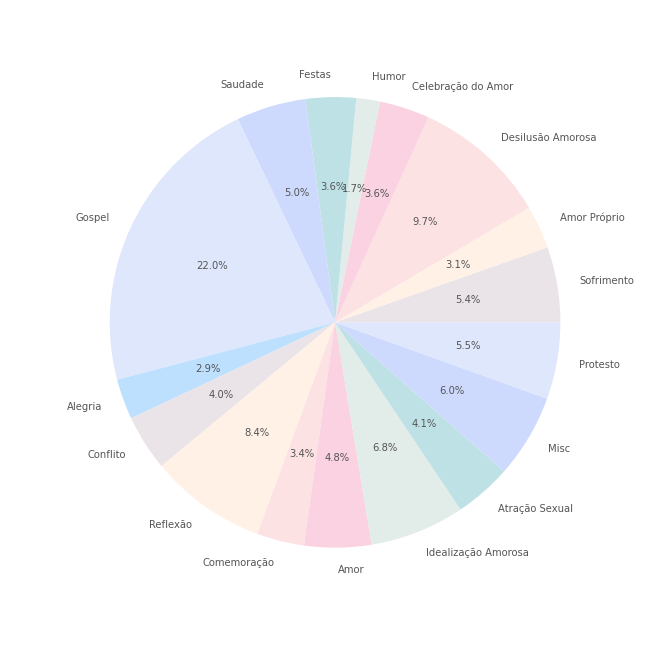 Festas
Humor
Saudade
Celebração do Amor
Desilusão Amorosa
3.6%
1.7%
3.6%
5.0%
Gospel
9.7%
Amor Próprio
22.0%
3.1%
Sofrimento
5.4%
5.5%
Protesto
2.9%
6.0%
4.0%
Alegria
4.1%
8.4%
6.8%
Conflito
3.4%
4.8%
Misc
Atração Sexual
Reflexão
Idealização Amorosa
Comemoração
Amor